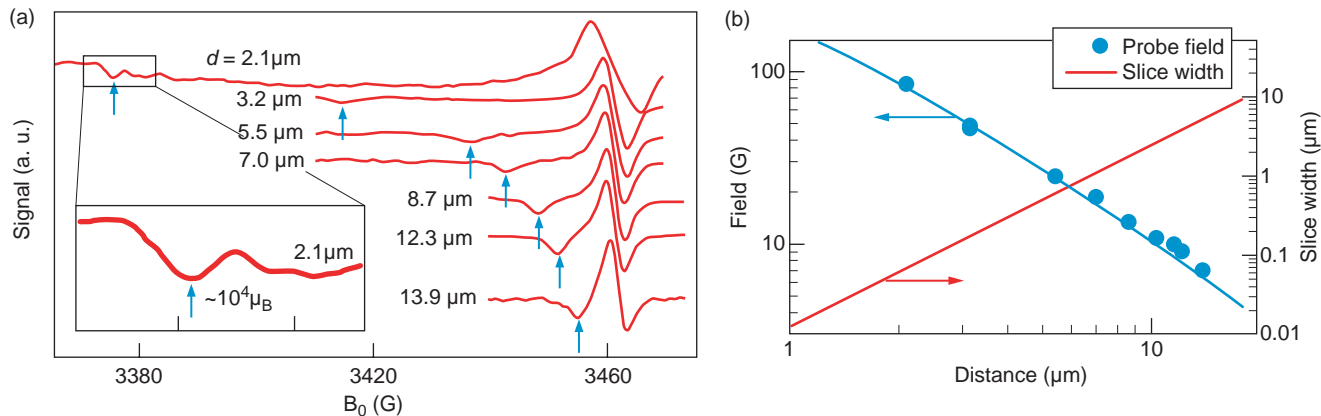 (a)
d = 2.1µm
3.2 µm
5.5 µm
7.0 µm
8.7 µm
12.3 µm
13.9 µm
2.1µm
~10⁴µB
Signal (a. u.)
3380
3420
3460
B₀ (G)
(b)
Probe field
Slice width
100
10
Field (G)
10
1
0.1
0.01
Slice width (µm)
1
10
Distance (µm)